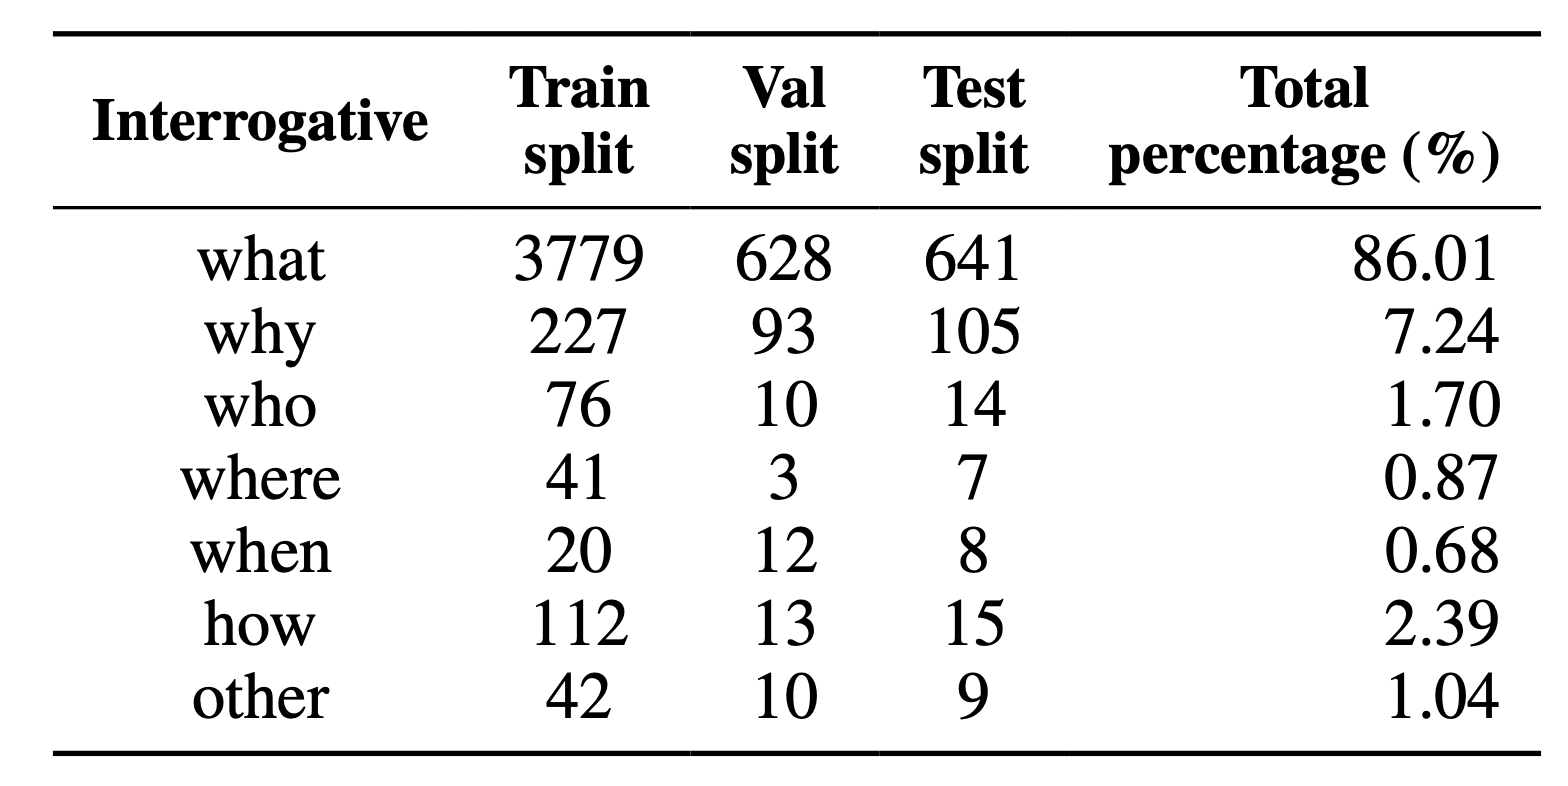 Interrogative Train split Val split Test split Total percentage (%)
what 3779 628 641 86.01
why 227 93 105 7.24
who 76 10 14 1.70
where 41 3 7 0.87
when 20 12 8 0.68
how 112 13 15 2.39
other 42 10 9 1.04